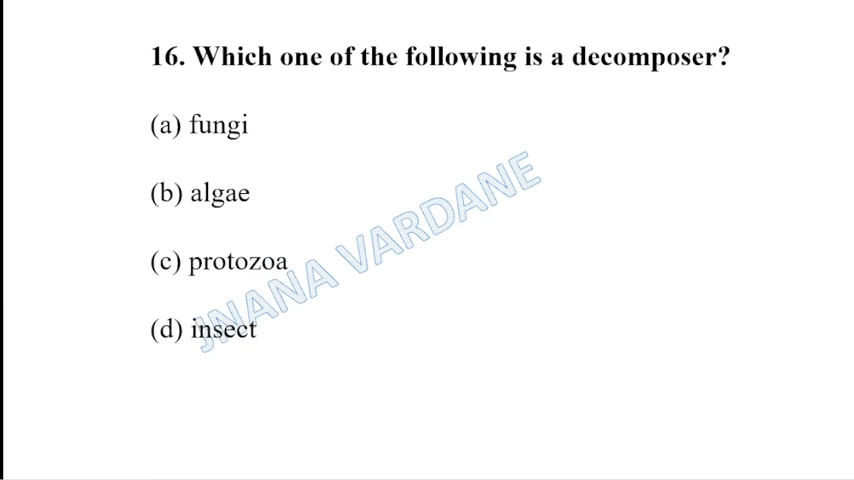 16. Which one of the following is a decomposer?
(a) fungi
(b) algae
(c) protozoa
(d) insect
JNANA VARDANE